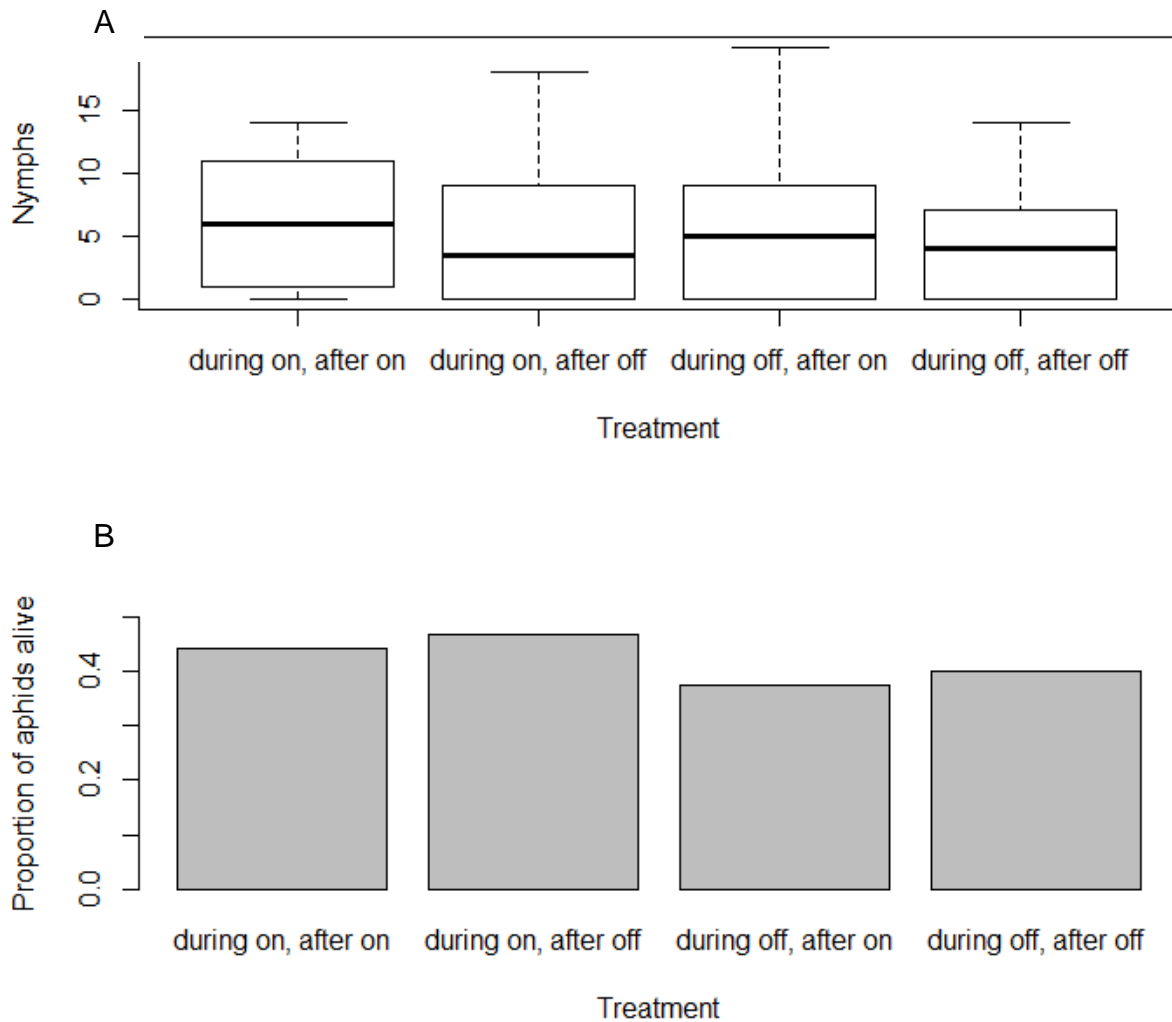 A
Nymphs
15
10
5
0
during on, after on during on, after off during off, after on during off, after off
Treatment
B
Proportion of aphids alive
0.4
0.2
0.0
during on, after on during on, after off during off, after on during off, after off
Treatment